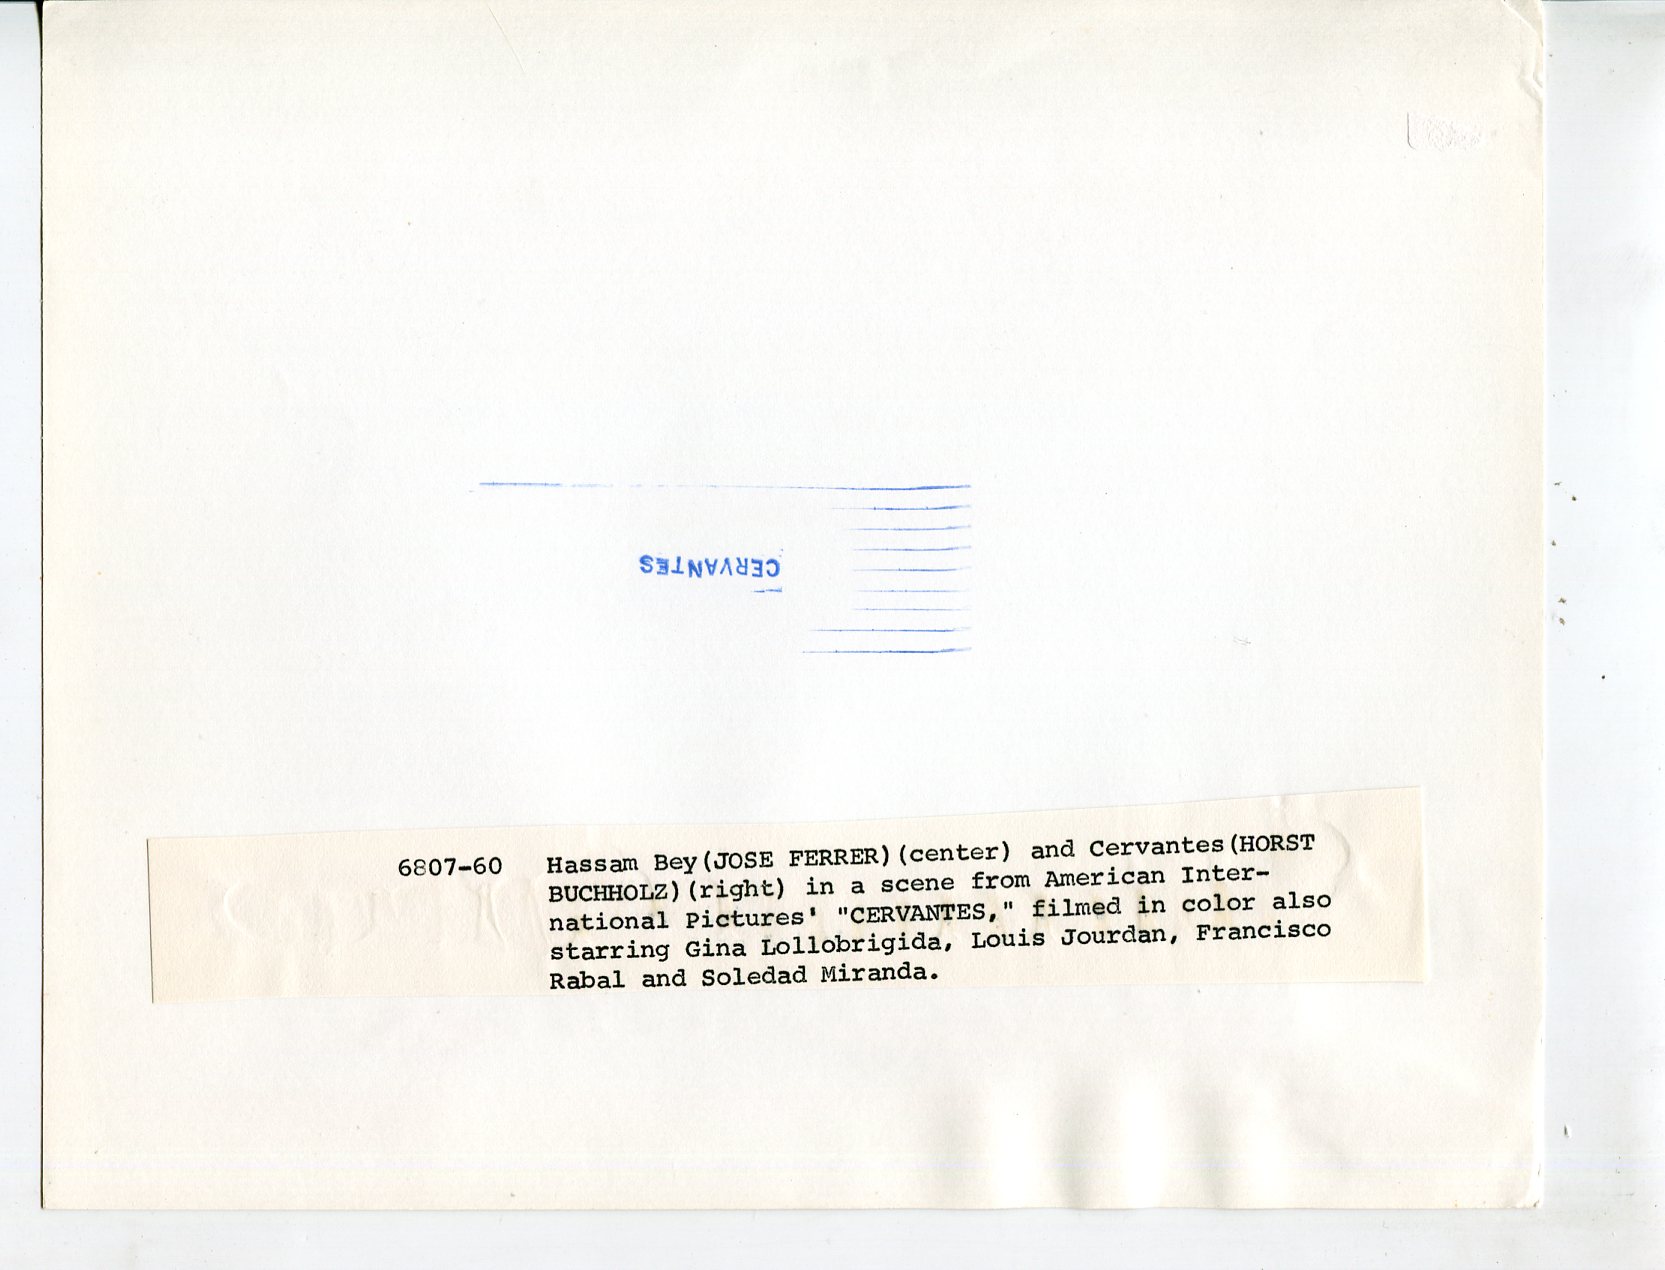 CERVANTES
6807-60 Hassam Bey(JOSE FERRER)(center) and Cervantes(HORST
BUCHHOLZ)(right) in a scene from American Inter-
national Pictures' "CERVANTES," filmed in color also
starring Gina Lollobrigida, Louis Jourdan, Francisco
Rabal and Soledad Miranda.